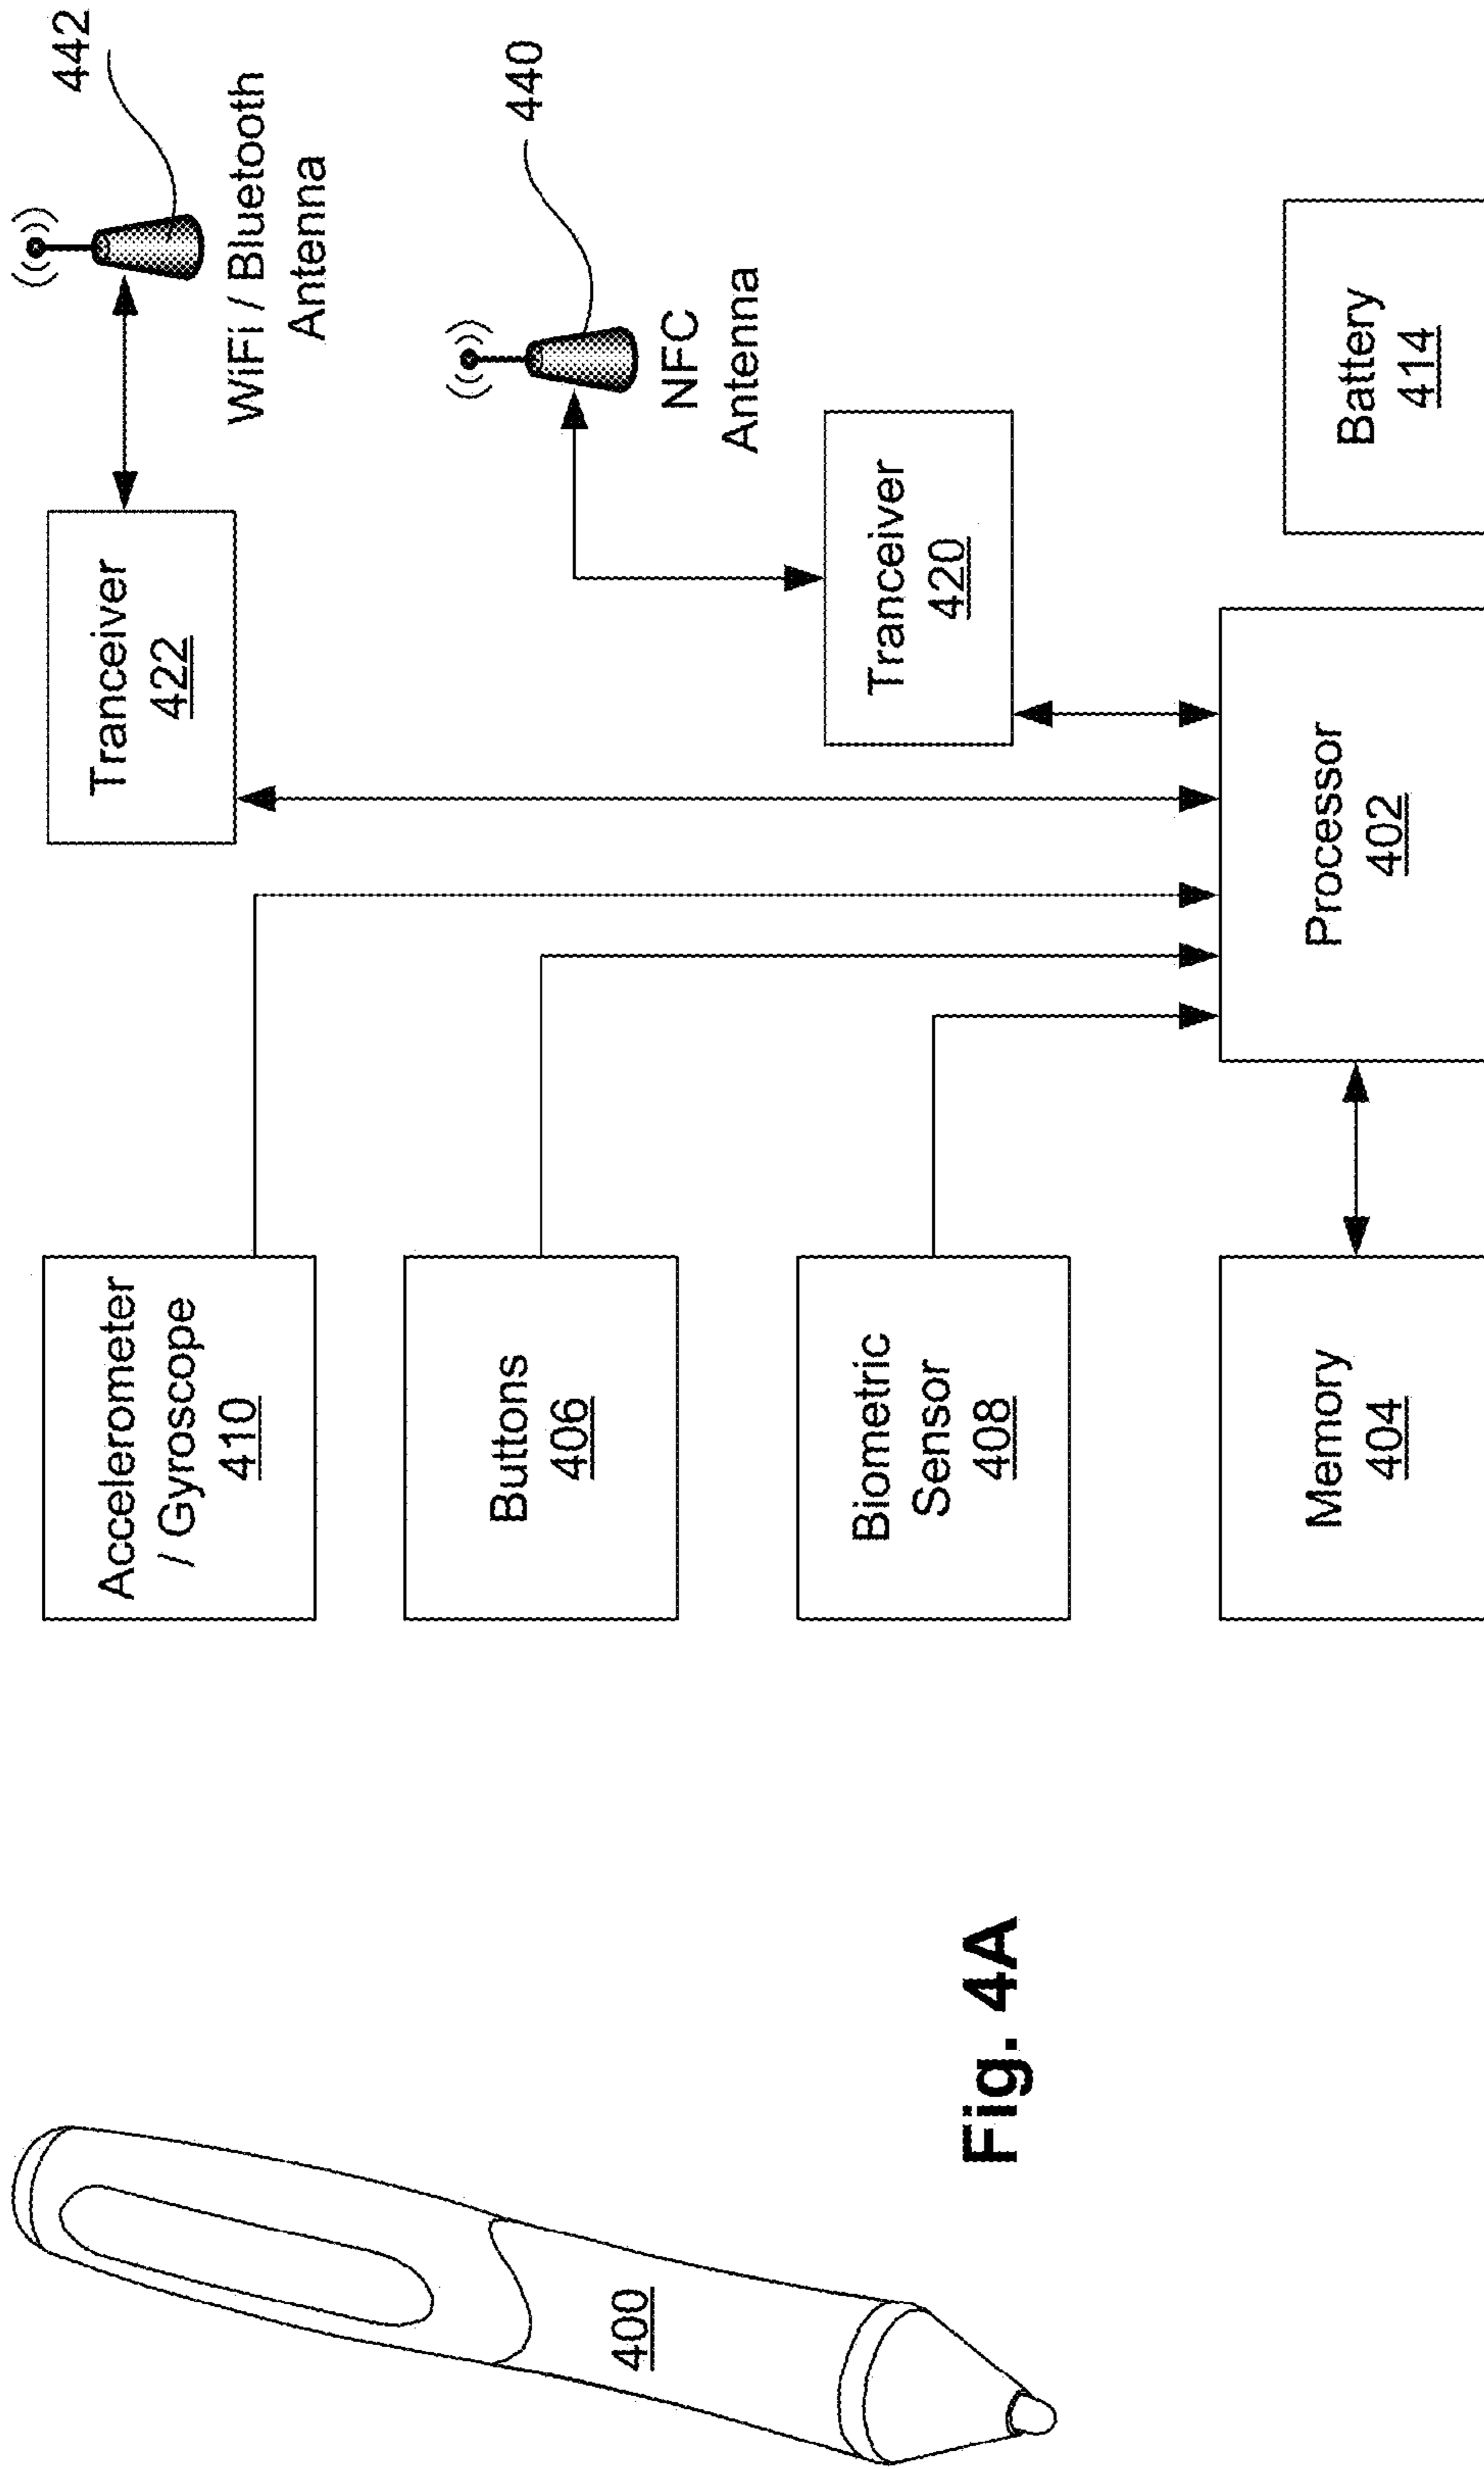 442
WiFi / Bluetooth
Antenna
440
NFC
Antenna
Tranceiver
422
Tranceiver
420
Battery
414
Processor
402
Accelerometer
/ Gyroscope
410
Buttons
406
Biometric
Sensor
408
Memory
404
400
Fig. 4A